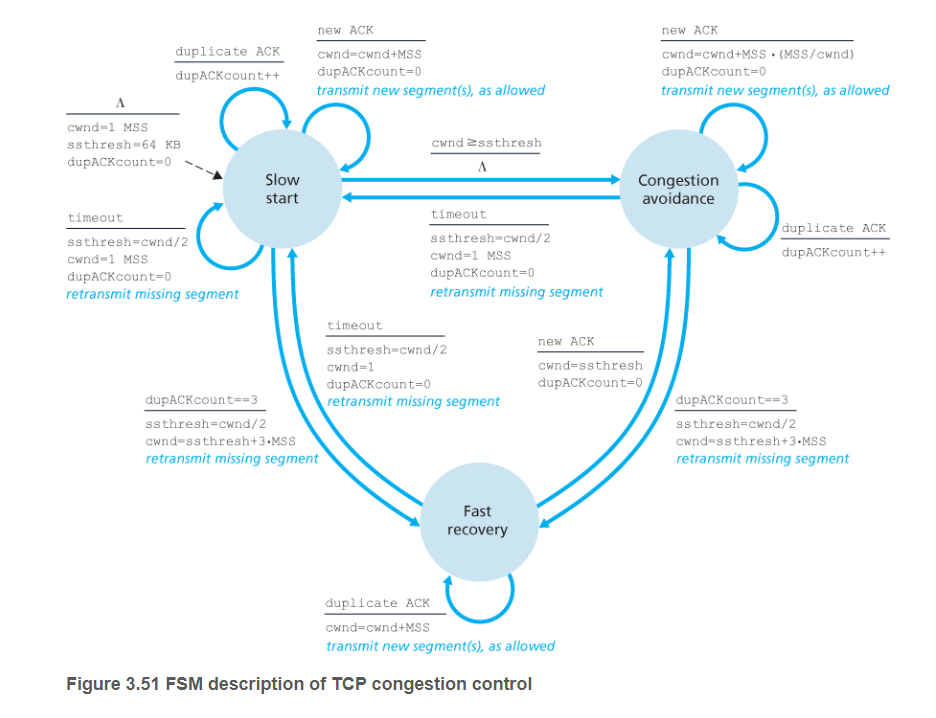 new ACK
cwnd=cwnd+MSS
dupACKcount=0
transmit new segment(s), as allowed
new ACK
cwnd=cwnd+MSS·(MSS/cwnd)
dupACKcount=0
transmit new segment(s), as allowed
duplicate ACK
dupACKcount++
Λ
cwnd=1 MSS
ssthresh=64 KB
dupACKcount=0
cwnd≥ssthresh
Λ
Slow
start
Congestion
avoidance
timeout
ssthresh=cwnd/2
cwnd=1 MSS
dupACKcount=0
retransmit missing segment
timeout
ssthresh=cwnd/2
cwnd=1 MSS
dupACKcount=0
retransmit missing segment
duplicate ACK
dupACKcount++
timeout
ssthresh=cwnd/2
cwnd=1
dupACKcount=0
retransmit missing segment
new ACK
cwnd=ssthresh
dupACKcount=0
dupACKcount==3
ssthresh=cwnd/2
cwnd=ssthresh+3·MSS
retransmit missing segment
dupACKcount==3
ssthresh=cwnd/2
cwnd=ssthresh+3·MSS
retransmit missing segment
Fast
recovery
duplicate ACK
cwnd=cwnd+MSS
transmit new segment(s), as allowed
Figure 3.51 FSM description of TCP congestion control